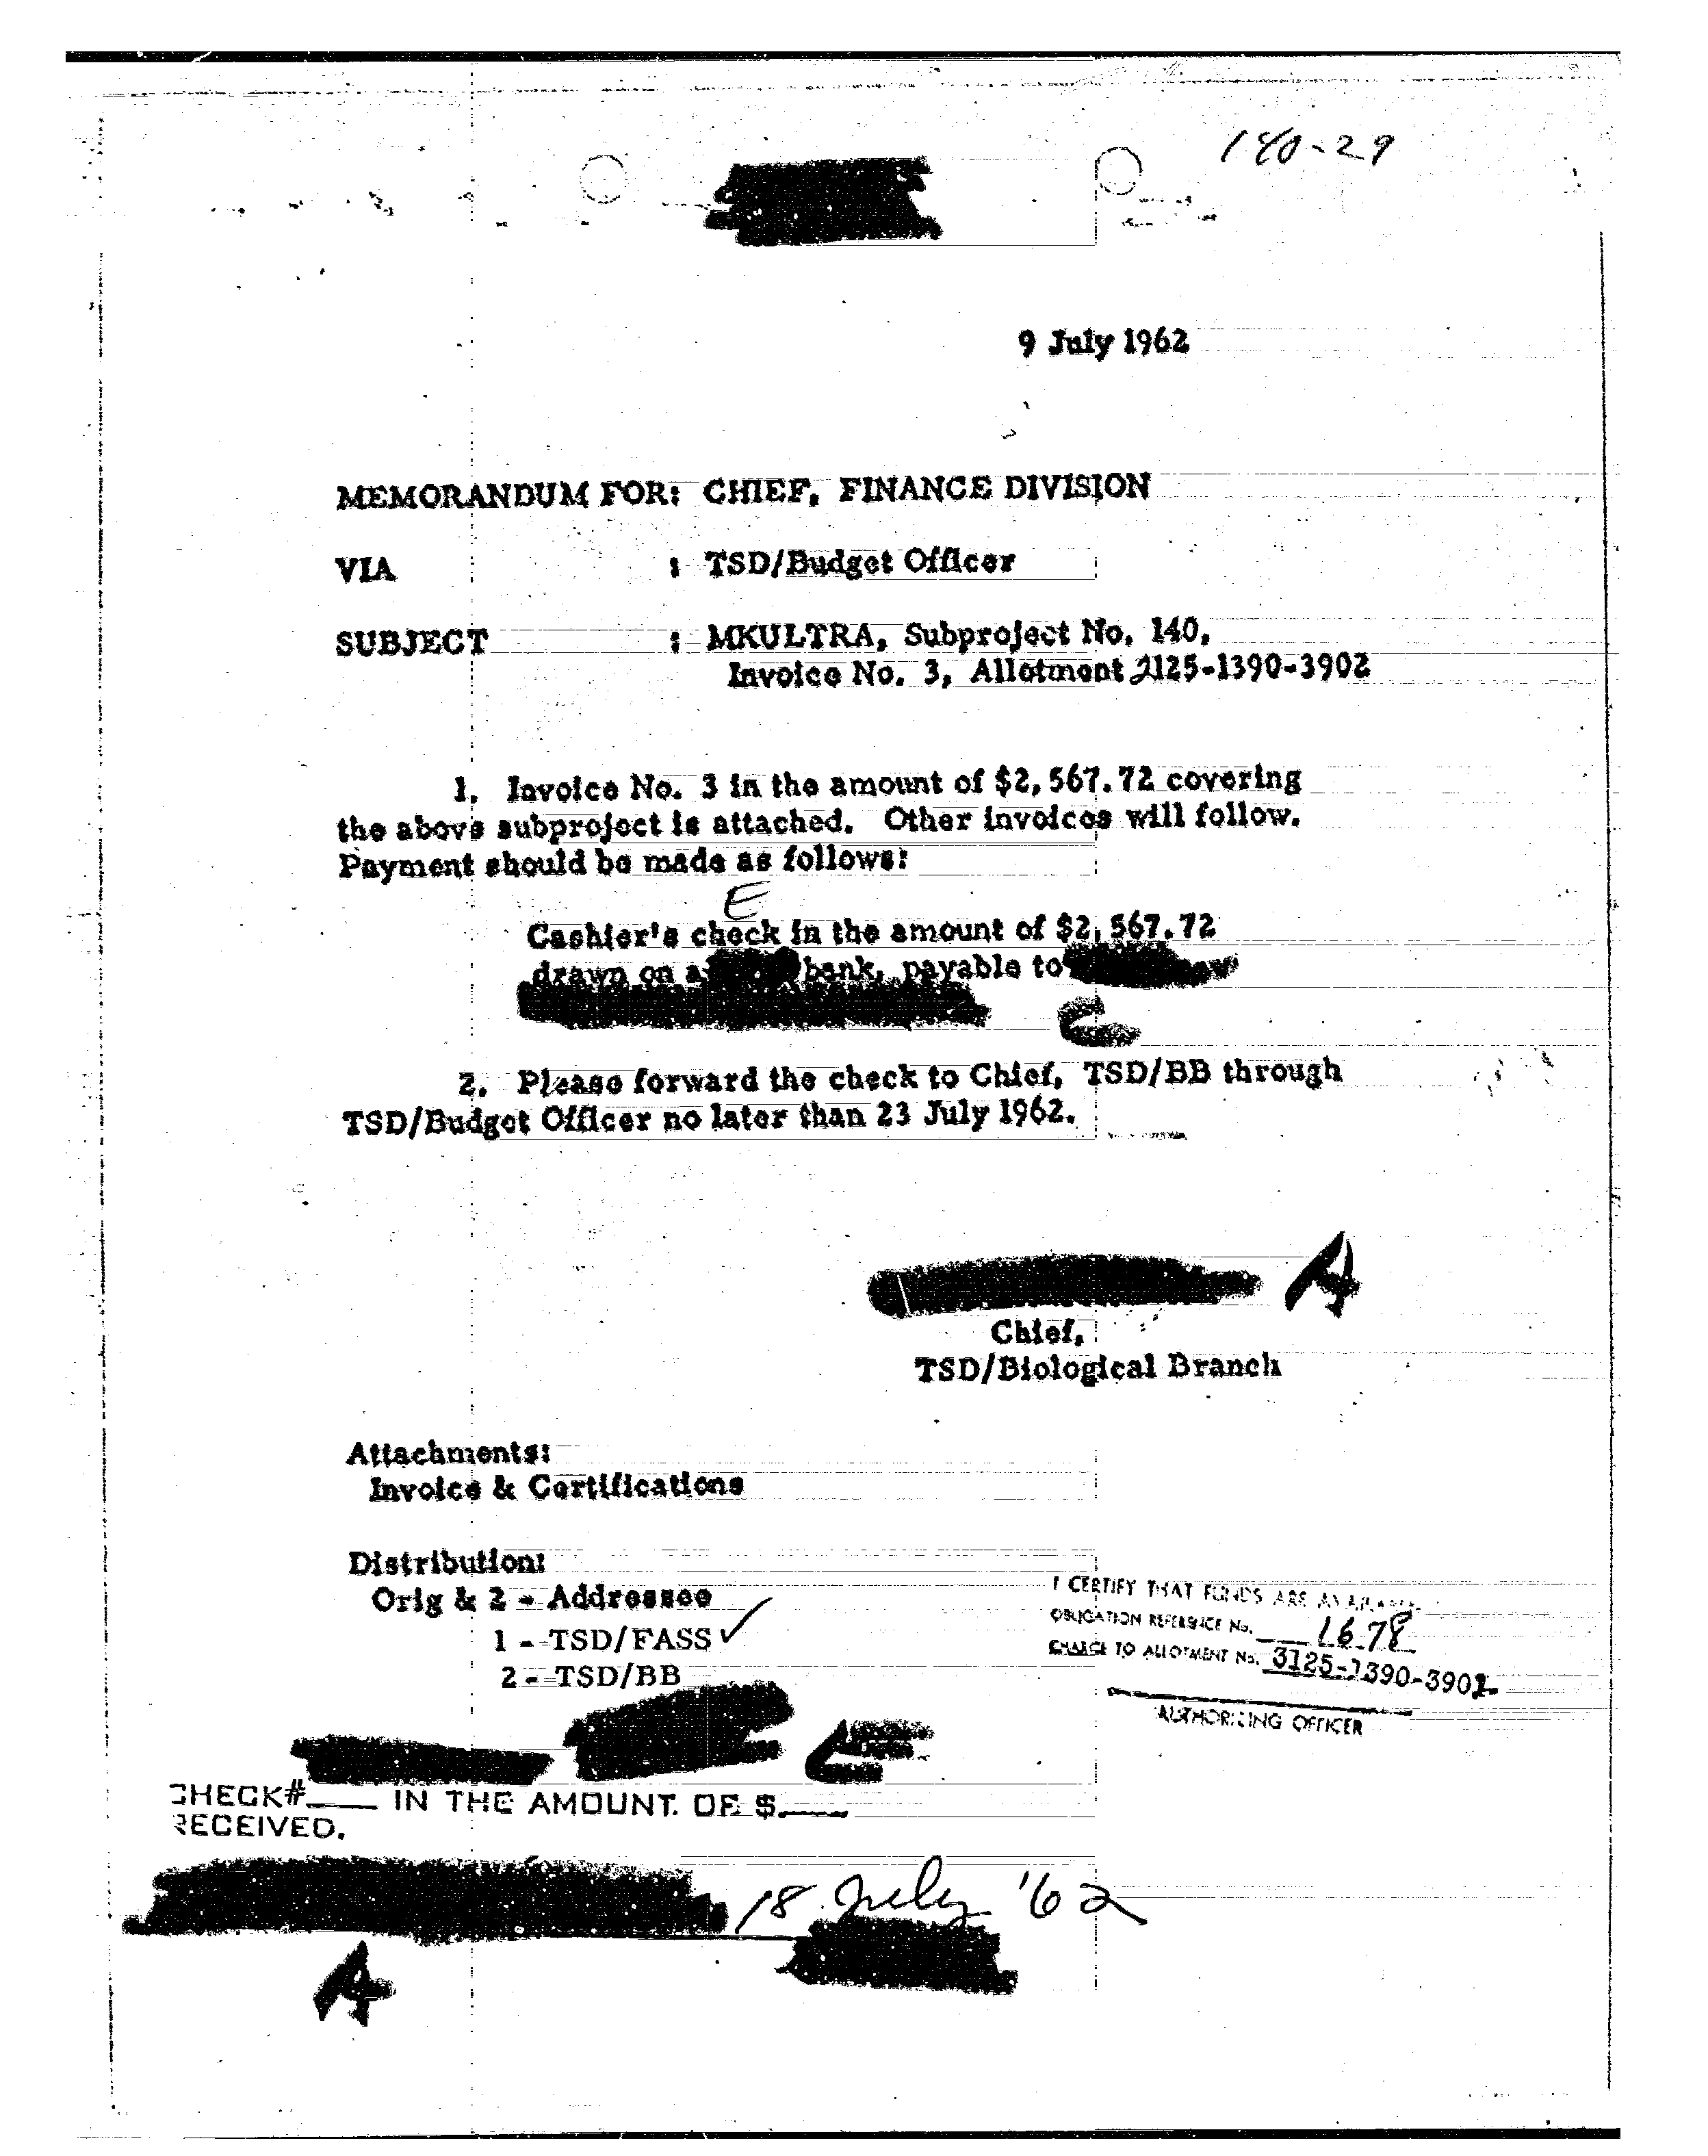 140-29
9 July 1962
MEMORANDUM FOR: CHIEF, FINANCE DIVISION
VIA : TSD/Budget Officer
SUBJECT : MKULTRA, Subproject No. 140,
Invoice No. 3, Allotment 2125-1390-3902
1. Invoice No. 3 in the amount of $2,567.72 covering
the above subproject is attached. Other invoices will follow.
Payment should be made as follows:
E
Cashier's check in the amount of $2,567.72
drawn on a bank, payable to
C
2. Please forward the check to Chief, TSD/BB through
TSD/Budget Officer no later than 23 July 1962.
A
Chief,
TSD/Biological Branch
Attachments:
Invoice & Certifications
Distribution:
Orig & 2 - Addressee
1 - TSD/FASS ✓
2 - TSD/BB
I CERTIFY THAT FUNDS ARE AVAILABLE.
OBLIGATION REFERENCE No. 1678
CHARGE TO ALLOTMENT No. 3125-1390-3902
AUTHORIZING OFFICER
C
CHECK# IN THE AMOUNT OF $
RECEIVED.
18 July '62
A